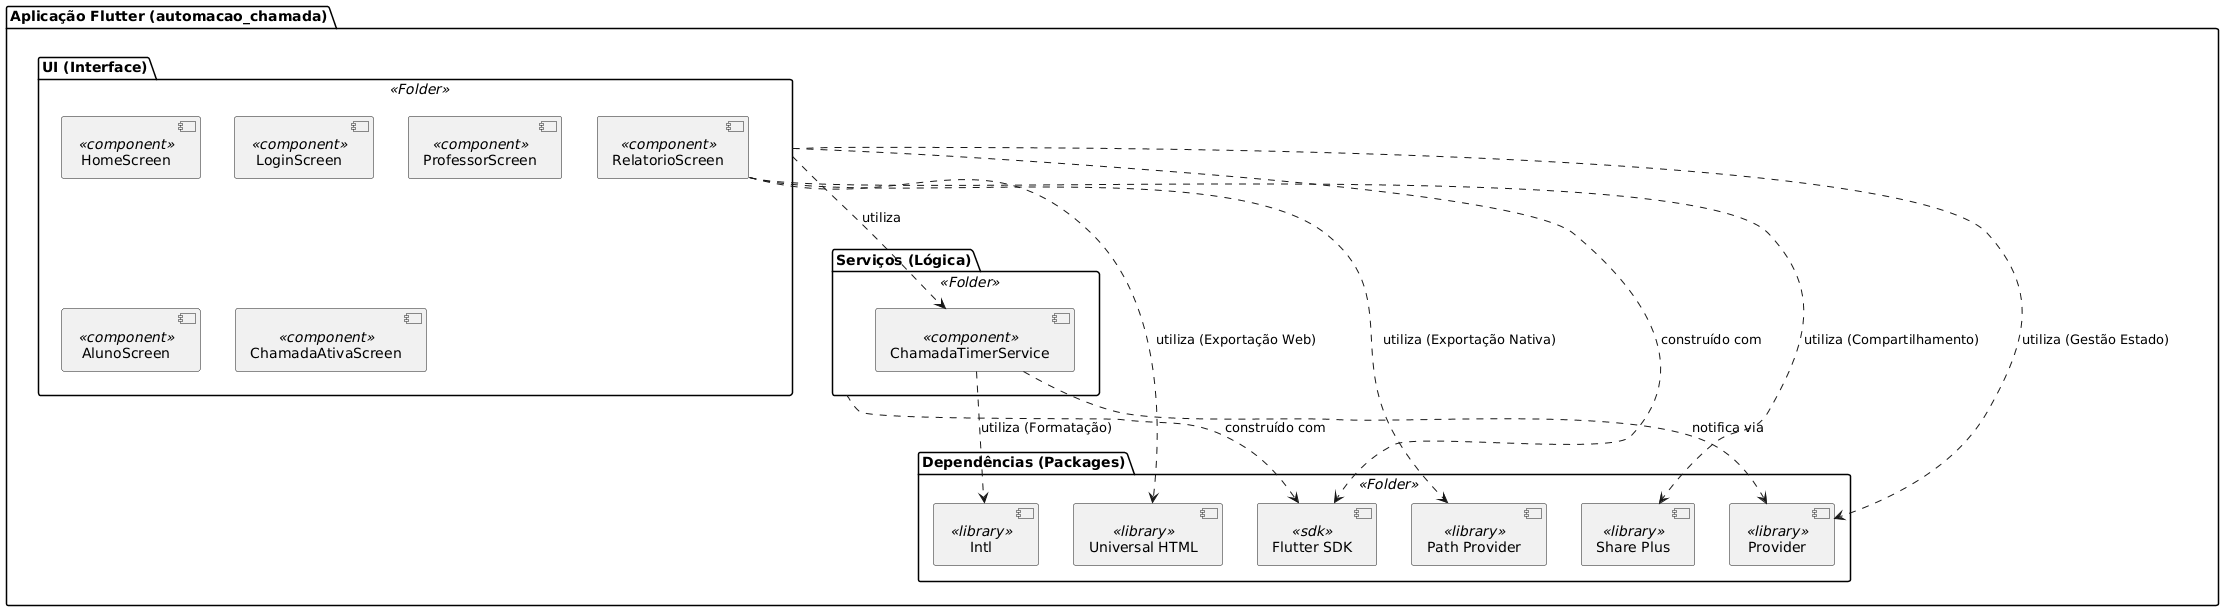 Aplicação Flutter (automacao_chamada)
UI (Interface)
«Folder»
«component»
HomeScreen
«component»
LoginScreen
«component»
ProfessorScreen
«component»
RelatorioScreen
utiliza
Serviços (Lógica)
«Folder»
«component»
AlunoScreen
«component»
ChamadaAtivaScreen
«component»
ChamadaTimerService
utiliza (Exportação Web)
utiliza (Exportação Nativa)
construído com
utiliza (Compartilhamento)
utiliza (Gestão Estado)
utiliza (Formatação)
construído com
notifica via
Dependências (Packages)
«Folder»
«library»
Intl
«library»
Universal HTML
«sdk»
Flutter SDK
«library»
Path Provider
«library»
Share Plus
«library»
Provider